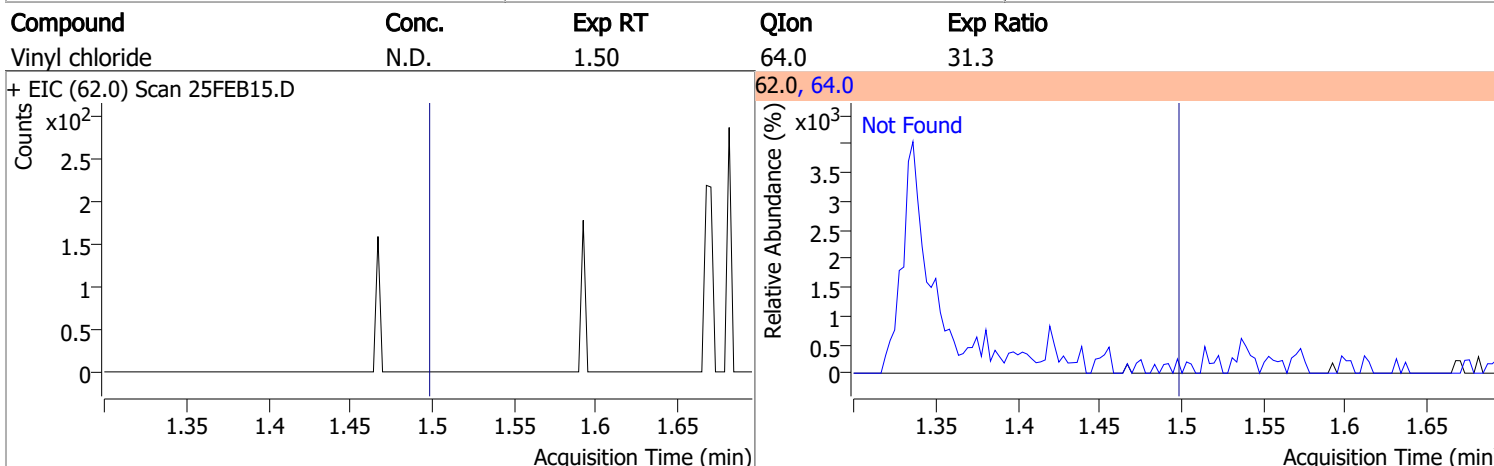 Compound Conc. Exp RT QIon Exp Ratio
Vinyl chloride N.D. 1.50 64.0 31.3
+ EIC (62.0) Scan 25FEB15.D
Counts
x10²
2.5
2
1.5
1
0.5
0
1.35 1.4 1.45 1.5 1.55 1.6 1.65
Acquisition Time (min)
62.0, 64.0
Relative Abundance (%)
x10³
Not Found
3.5
3
2.5
2
1.5
1
0.5
0
1.35 1.4 1.45 1.5 1.55 1.6 1.65
Acquisition Time (min)